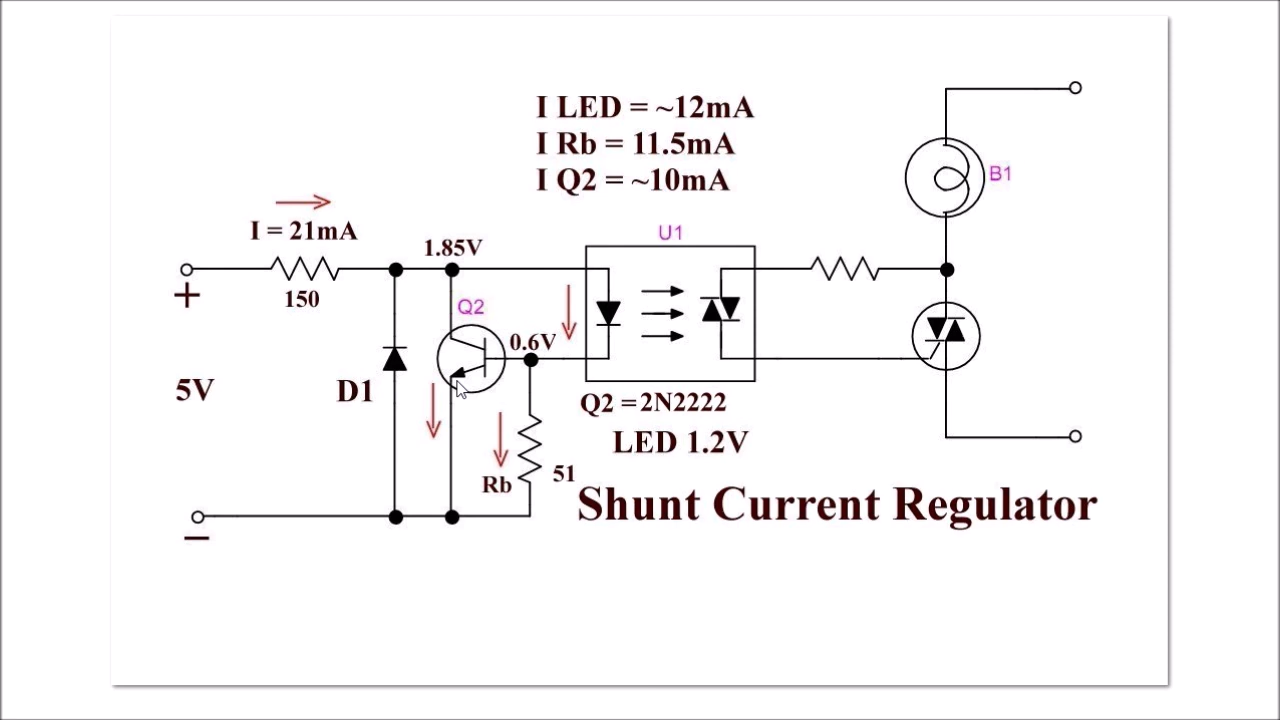 I LED = ~12mA
I Rb = 11.5mA
I Q2 = ~10mA
B1
I = 21mA
1.85V
U1
+
150
Q2
0.6V
5V
D1
Q2 = 2N2222
LED 1.2V
Rb
51
Shunt Current Regulator
−